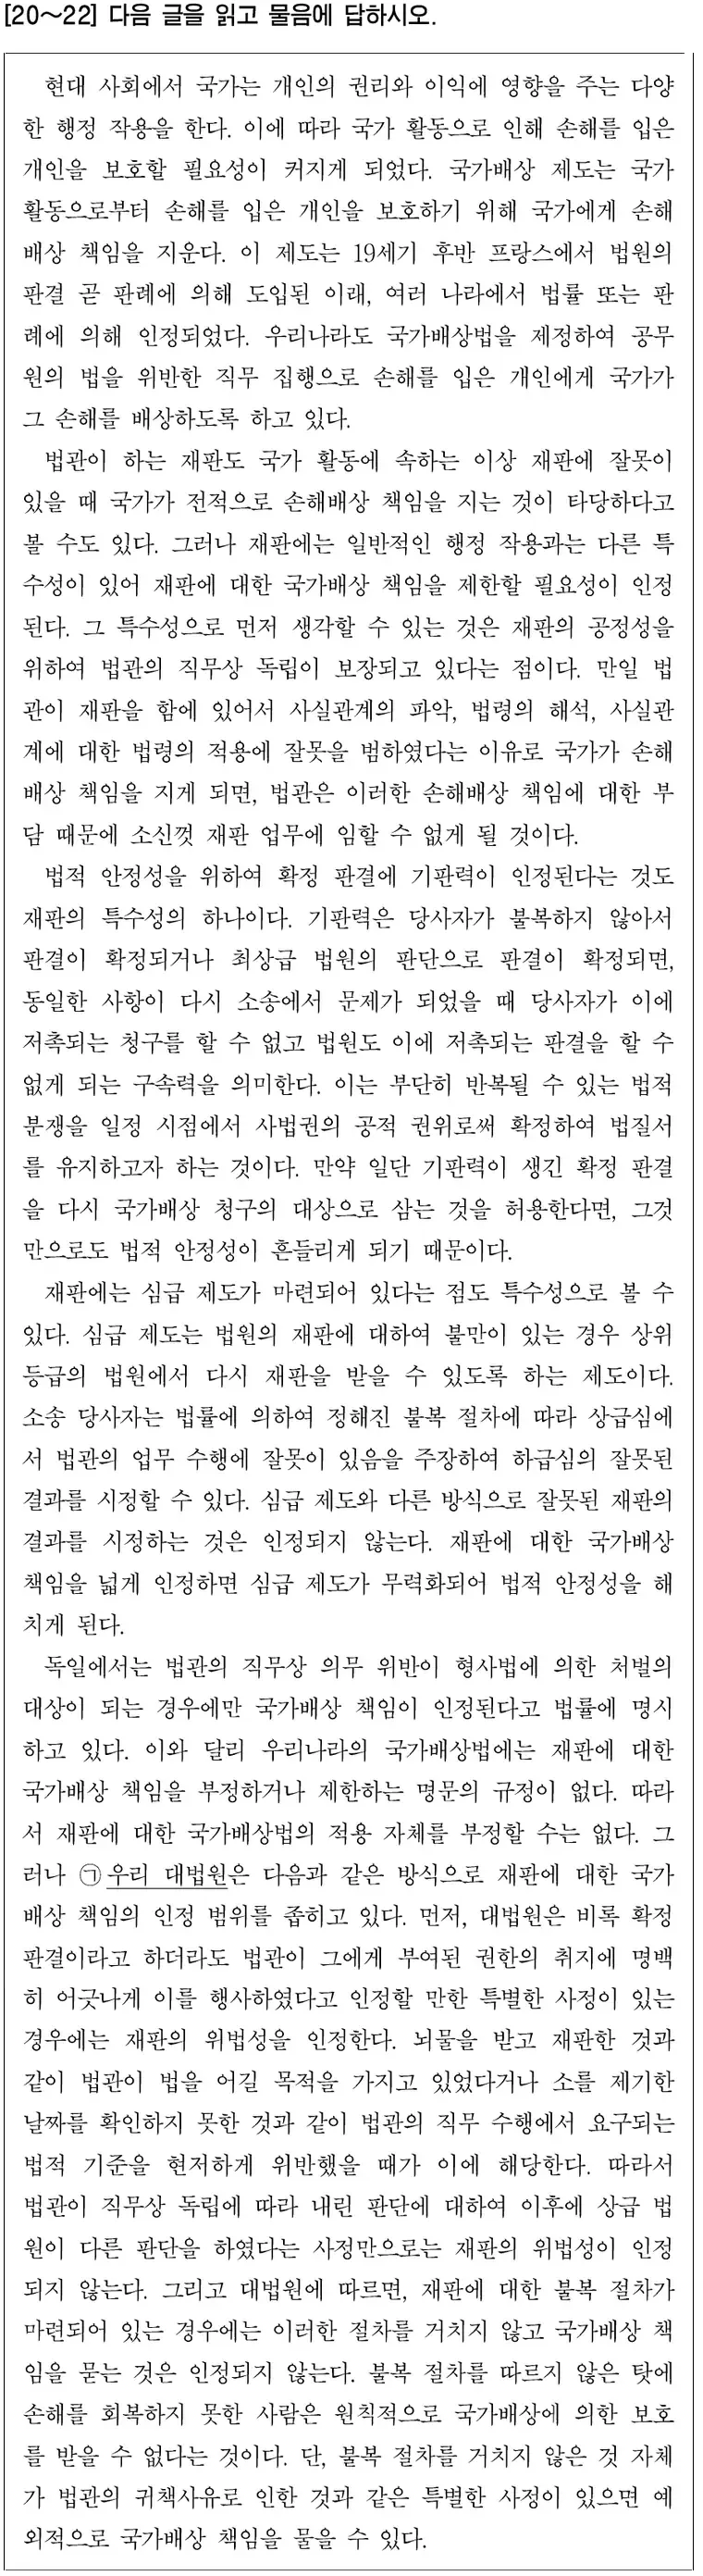 [20～22] 다음 글을 읽고 물음에 답하시오.
현대 사회에서 국가는 개인의 권리와 이익에 영향을 주는 다양
한 행정 작용을 한다. 이에 따라 국가 활동으로 인해 손해를 입은
개인을 보호할 필요성이 커지게 되었다. 국가배상 제도는 국가
활동으로부터 손해를 입은 개인을 보호하기 위해 국가에게 손해
배상 책임을 지운다. 이 제도는 19세기 후반 프랑스에서 법원의
판결 곧 판례에 의해 도입된 이래, 여러 나라에서 법률 또는 판
례에 의해 인정되었다. 우리나라도 국가배상법을 제정하여 공무
원의 법을 위반한 직무 집행으로 손해를 입은 개인에게 국가가
그 손해를 배상하도록 하고 있다.
법관이 하는 재판도 국가 활동에 속하는 이상 재판에 잘못이
있을 때 국가가 전적으로 손해배상 책임을 지는 것이 타당하다고
볼 수도 있다. 그러나 재판에는 일반적인 행정 작용과는 다른 특
수성이 있어 재판에 대한 국가배상 책임을 제한할 필요성이 인정
된다. 그 특수성으로 먼저 생각할 수 있는 것은 재판의 공정성을
위하여 법관의 직무상 독립이 보장되고 있다는 점이다. 만일 법
관이 재판을 함에 있어서 사실관계의 파악, 법령의 해석, 사실관
계에 대한 법령의 적용에 잘못을 범하였다는 이유로 국가가 손해
배상 책임을 지게 되면, 법관은 이러한 손해배상 책임에 대한 부
담 때문에 소신껏 재판 업무에 임할 수 없게 될 것이다.
법적 안정성을 위하여 확정 판결에 기판력이 인정된다는 것도
재판의 특수성의 하나이다. 기판력은 당사자가 불복하지 않아서
판결이 확정되거나 최상급 법원의 판단으로 판결이 확정되면,
동일한 사항이 다시 소송에서 문제가 되었을 때 당사자가 이에
저촉되는 청구를 할 수 없고 법원도 이에 저촉되는 판결을 할 수
없게 되는 구속력을 의미한다. 이는 부단히 반복될 수 있는 법적
분쟁을 일정 시점에서 사법권의 공적 권위로써 확정하여 법질서
를 유지하고자 하는 것이다. 만약 일단 기판력이 생긴 확정 판결
을 다시 국가배상 청구의 대상으로 삼는 것을 허용한다면, 그것
만으로도 법적 안정성이 흔들리게 되기 때문이다.
재판에는 심급 제도가 마련되어 있다는 점도 특수성으로 볼 수
있다. 심급 제도는 법원의 재판에 대하여 불만이 있는 경우 상위
등급의 법원에서 다시 재판을 받을 수 있도록 하는 제도이다.
소송 당사자는 법률에 의하여 정해진 불복 절차에 따라 상급심에
서 법관의 업무 수행에 잘못이 있음을 주장하여 하급심의 잘못된
결과를 시정할 수 있다. 심급 제도와 다른 방식으로 잘못된 재판의
결과를 시정하는 것은 인정되지 않는다. 재판에 대한 국가배상
책임을 넓게 인정하면 심급 제도가 무력화되어 법적 안정성을 해
치게 된다.
독일에서는 법관의 직무상 의무 위반이 형사법에 의한 처벌의
대상이 되는 경우에만 국가배상 책임이 인정된다고 법률에 명시
하고 있다. 이와 달리 우리나라의 국가배상법에는 재판에 대한
국가배상 책임을 부정하거나 제한하는 명문의 규정이 없다. 따라
서 재판에 대한 국가배상법의 적용 자체를 부정할 수는 없다. 그
러나 ㉠우리 대법원은 다음과 같은 방식으로 재판에 대한 국가
배상 책임의 인정 범위를 좁히고 있다. 먼저, 대법원은 비록 확정
판결이라고 하더라도 법관이 그에게 부여된 권한의 취지에 명백
히 어긋나게 이를 행사하였다고 인정할 만한 특별한 사정이 있는
경우에는 재판의 위법성을 인정한다. 뇌물을 받고 재판한 것과
같이 법관이 법을 어길 목적을 가지고 있었다거나 소를 제기한
날짜를 확인하지 못한 것과 같이 법관의 직무 수행에서 요구되는
법적 기준을 현저하게 위반했을 때가 이에 해당한다. 따라서
법관이 직무상 독립에 따라 내린 판단에 대하여 이후에 상급 법
원이 다른 판단을 하였다는 사정만으로는 재판의 위법성이 인정
되지 않는다. 그리고 대법원에 따르면, 재판에 대한 불복 절차가
마련되어 있는 경우에는 이러한 절차를 거치지 않고 국가배상 책
임을 묻는 것은 인정되지 않는다. 불복 절차를 따르지 않은 탓에
손해를 회복하지 못한 사람은 원칙적으로 국가배상에 의한 보호
를 받을 수 없다는 것이다. 단, 불복 절차를 거치지 않은 것 자체
가 법관의 귀책사유로 인한 것과 같은 특별한 사정이 있으면 예
외적으로 국가배상 책임을 물을 수 있다.